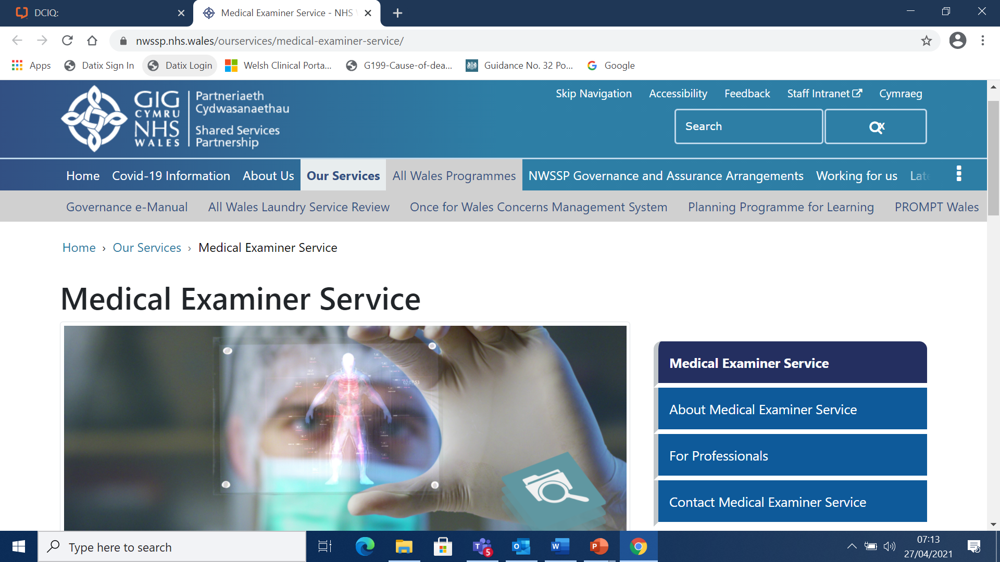 DCIQ:
Medical Examiner Service - NHS
nwssp.nhs.wales/ourservices/medical-examiner-service/
Apps
Datix Sign In
Datix Login
Welsh Clinical Porta...
G199-Cause-of-dea...
Guidance No. 32 Po...
Google
GIG
CYMRU
NHS
WALES
Partneriaeth
Cydwasanaethau
Shared Services
Partnership
Skip Navigation
Accessibility
Feedback
Staff Intranet
Cymraeg
Search
Home
Covid-19 Information
About Us
Our Services
All Wales Programmes
NWSSP Governance and Assurance Arrangements
Working for us
Late
Governance e-Manual
All Wales Laundry Service Review
Once for Wales Concerns Management System
Planning Programme for Learning
PROMPT Wales
Home › Our Services › Medical Examiner Service
Medical Examiner Service
Medical Examiner Service
About Medical Examiner Service
For Professionals
Contact Medical Examiner Service
Type here to search
5
07:13
27/04/2021